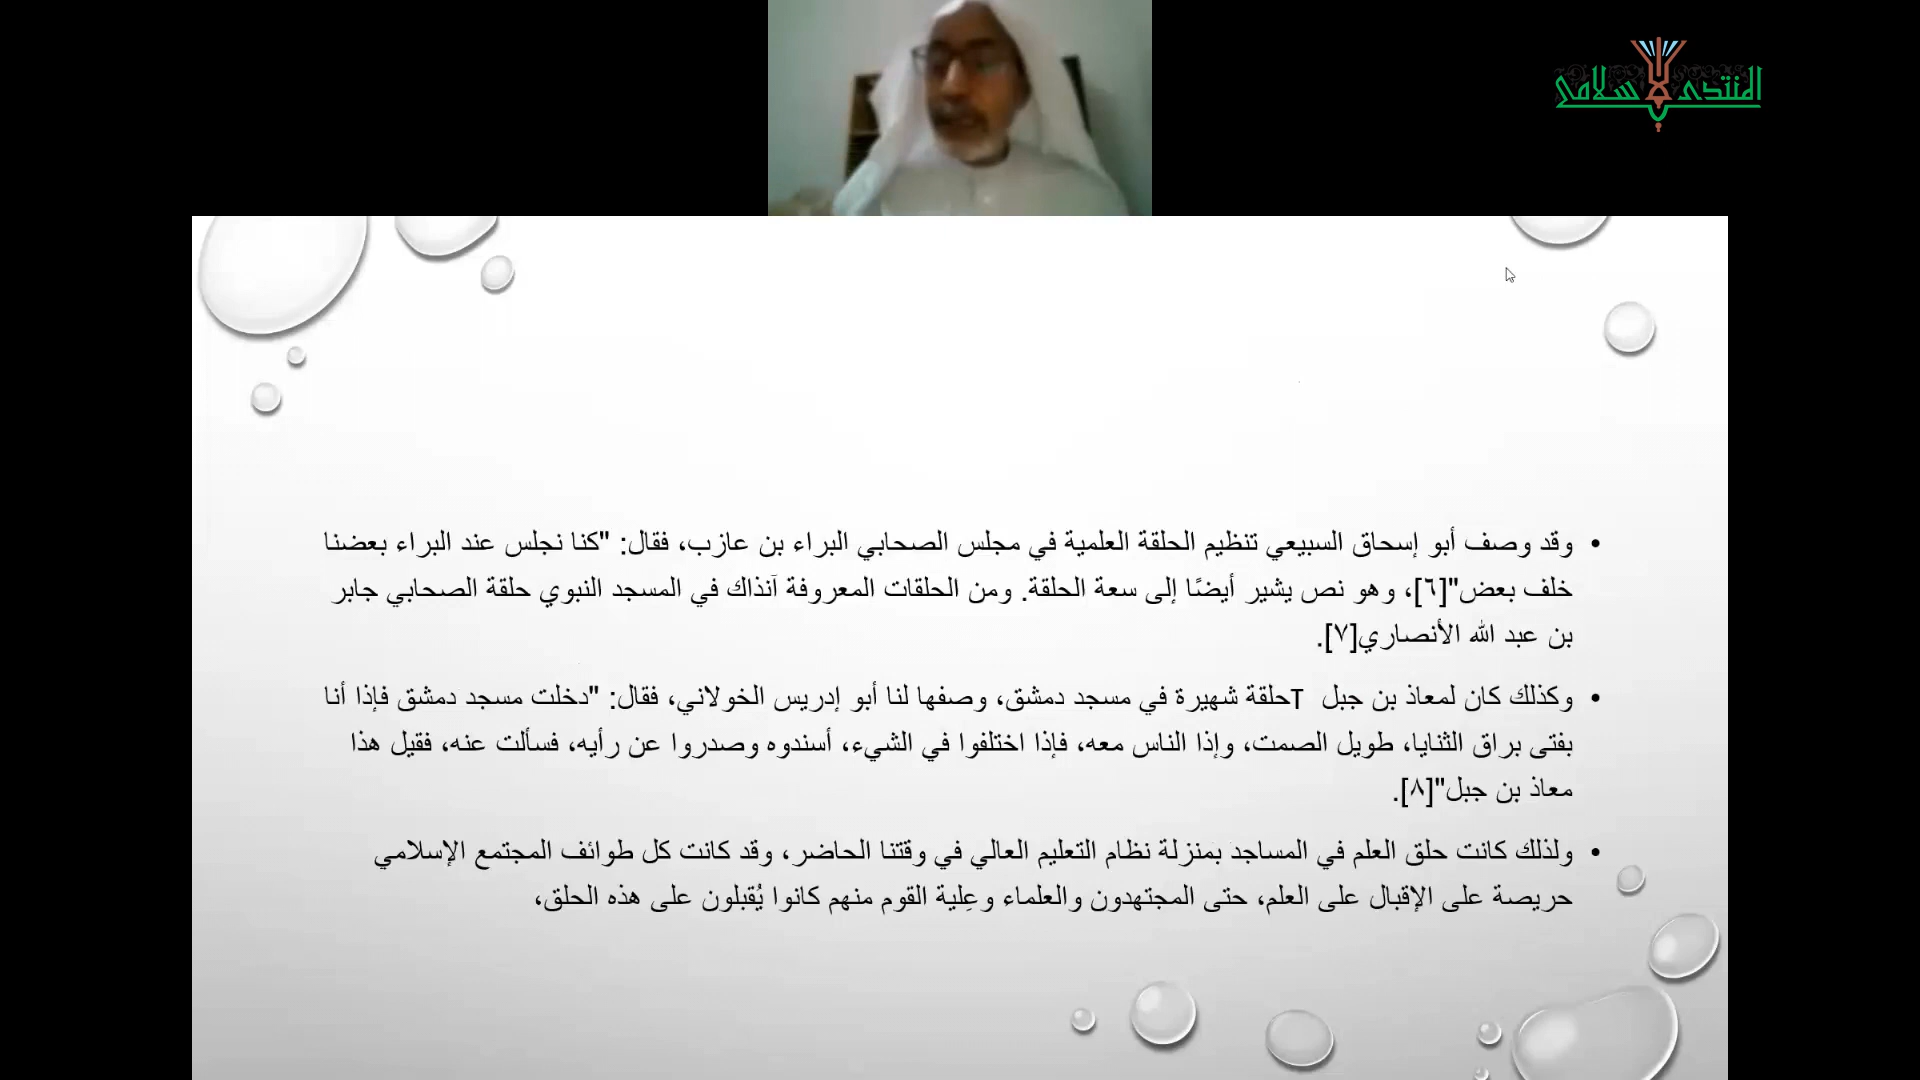 المنتدى الإسلامي
• وقد وصف أبو إسحاق السبيعي تنظيم الحلقة العلمية في مجلس الصحابي البراء بن عازب، فقال: "كنا نجلس عند البراء بعضنا
خلف بعض"[٦]، وهو نص يشير أيضًا إلى سعة الحلقة. ومن الحلقات المعروفة آنذاك في المسجد النبوي حلقة الصحابي جابر
بن عبد الله الأنصاري[٧].
• وكذلك كان لمعاذ بن جبل τحلقة شهيرة في مسجد دمشق، وصفها لنا أبو إدريس الخولاني، فقال: "دخلت مسجد دمشق فإذا أنا
بفتى براق الثنايا، طويل الصمت، وإذا الناس معه، فإذا اختلفوا في الشيء، أسندوه وصدروا عن رأيه، فسألت عنه، فقيل هذا
معاذ بن جبل"[٨].
• ولذلك كانت حلق العلم في المساجد بمنزلة نظام التعليم العالي في وقتنا الحاضر، وقد كانت كل طوائف المجتمع الإسلامي
حريصة على الإقبال على العلم، حتى المجتهدون والعلماء وعِلية القوم منهم كانوا يُقبلون على هذه الحلق،